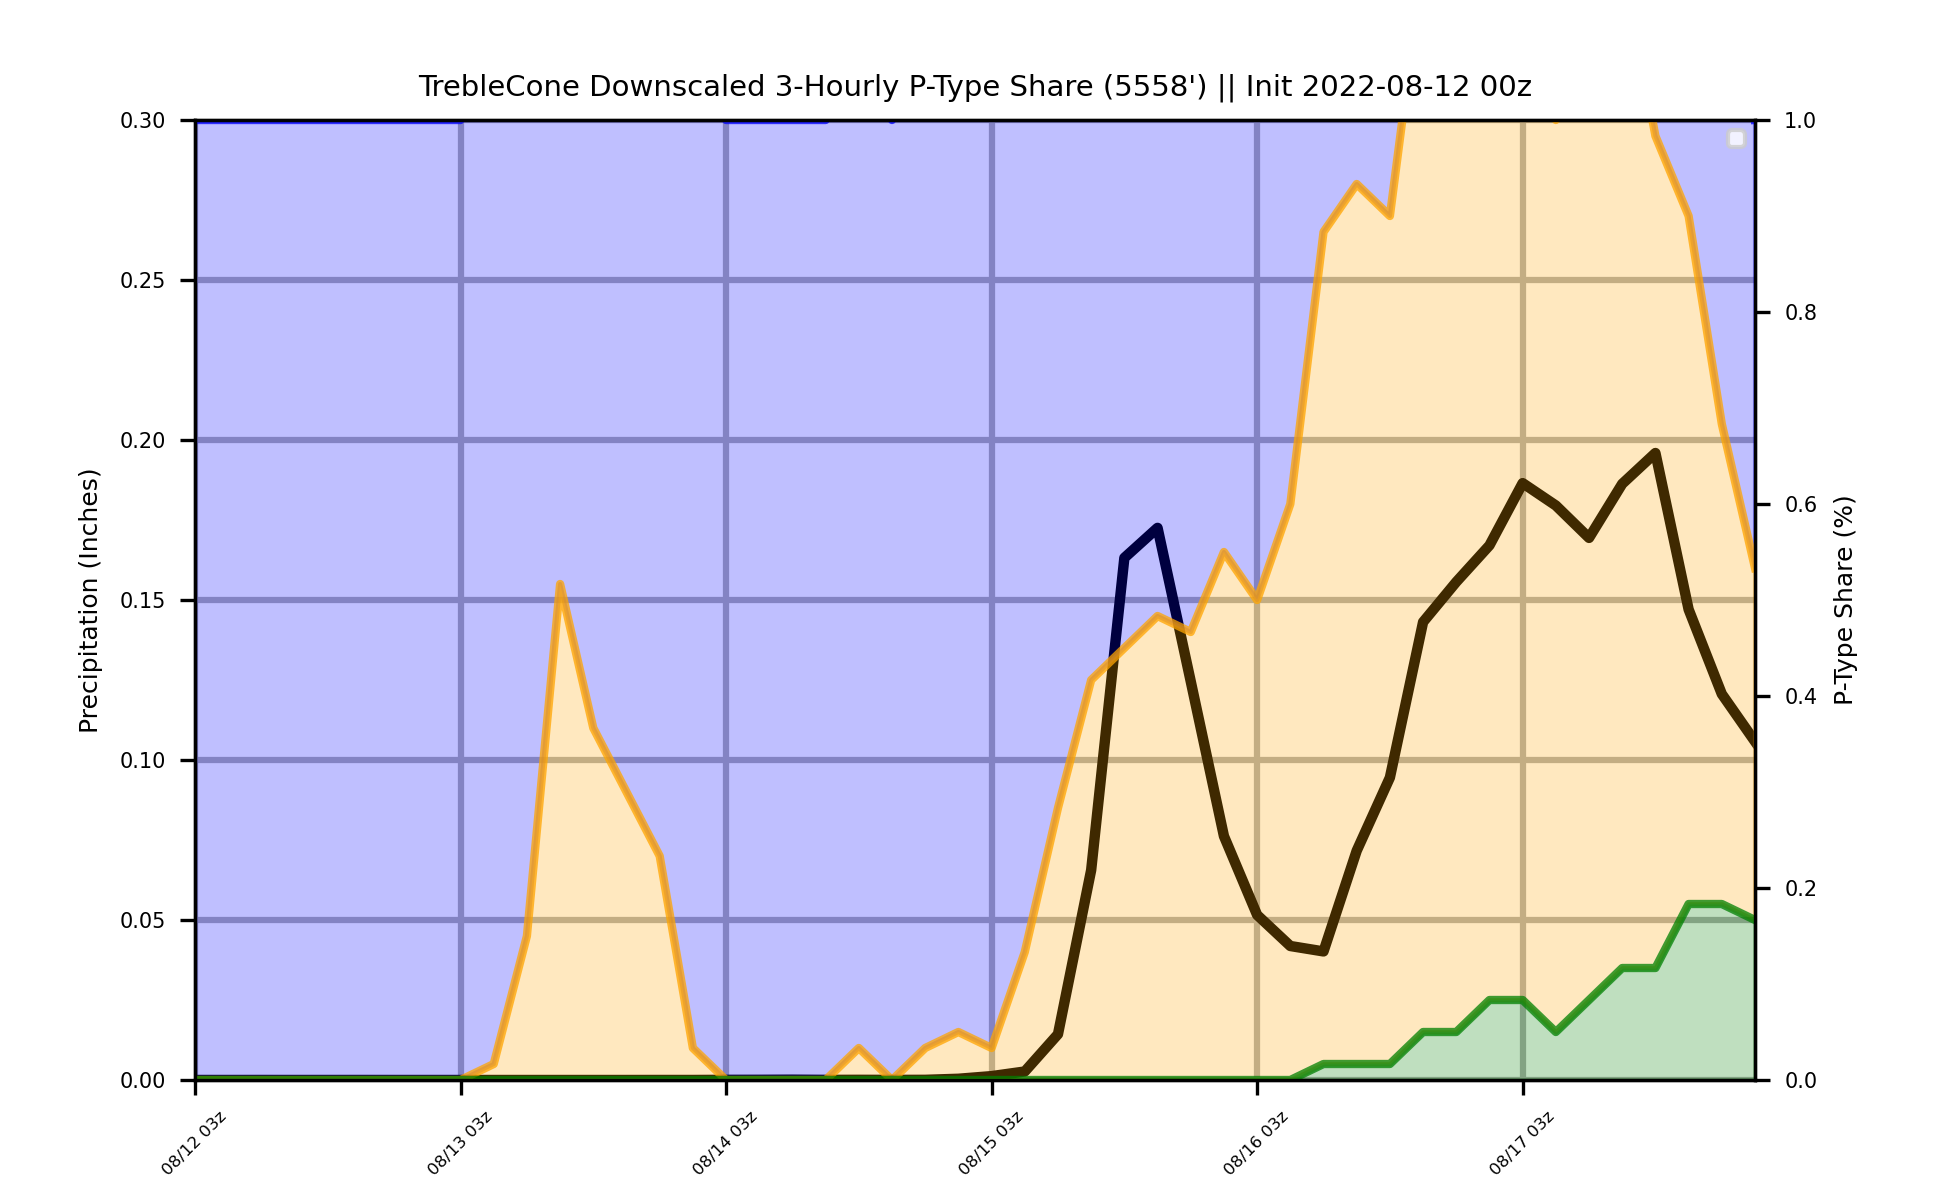 TrebleCone Downscaled 3-Hourly P-Type Share (5558') || Init 2022-08-12 00z
0.30
0.25
0.20
0.15
0.10
0.05
0.00
Precipitation (Inches)
1.0
0.8
0.6
0.4
0.2
0.0
P-Type Share (%)
08/12 03z
08/13 03z
08/14 03z
08/15 03z
08/16 03z
08/17 03z